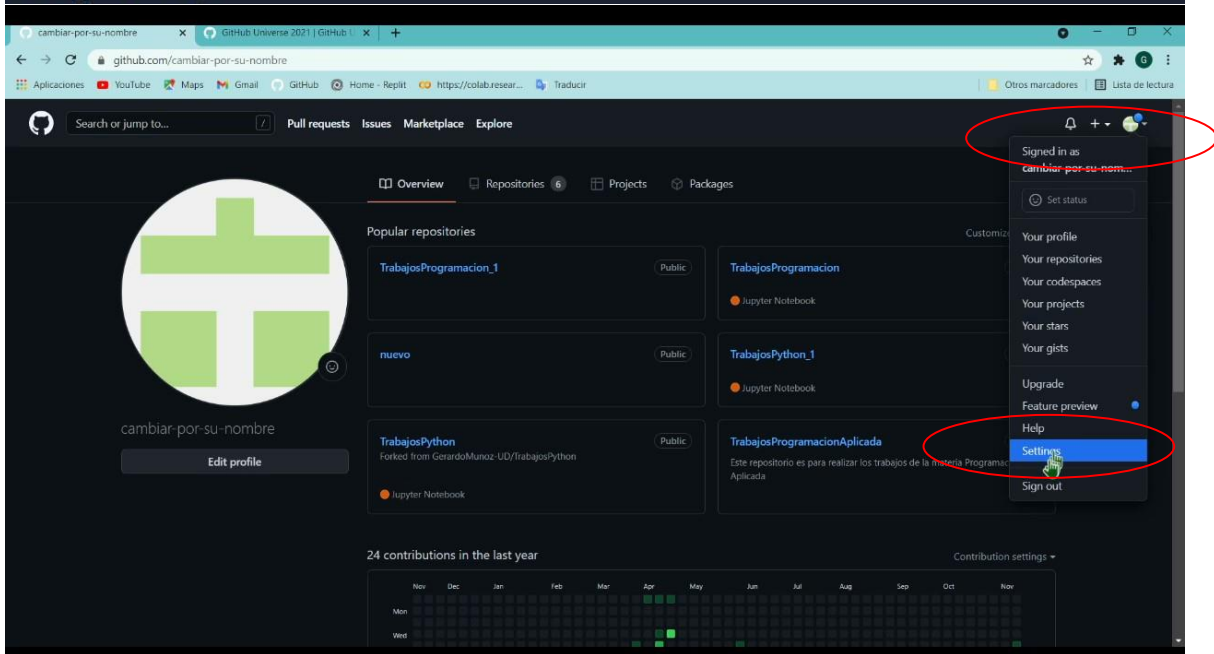 cambiar-por-su-nombre
GitHub Universe 2021 | GitHub U
github.com/cambiar-por-su-nombre
G
Aplicaciones YouTube Maps Gmail GitHub Home - Replit https://colab.resear... Traducir Otros marcadores Lista de lectura
Search or jump to... / Pull requests Issues Marketplace Explore
Signed in as
cambiar-por-su-nom...
Set status
Overview Repositories 6 Projects Packages
Popular repositories
Customiz
Your profile
Your repositories
Your codespaces
Your projects
Your stars
Your gists
Upgrade
Feature preview
Help
Settings
Sign out
TrabajosProgramacion_1 Public
TrabajosProgramacion
Jupyter Notebook
nuevo Public
TrabajosPython_1
Jupyter Notebook
cambiar-por-su-nombre
Edit profile
TrabajosPython Public
Forked from GerardoMunoz-UD/TrabajosPython
Jupyter Notebook
TrabajosProgramacionAplicada
Este repositorio es para realizar los trabajos de la materia Programac
Aplicada
24 contributions in the last year
Contribution settings
Nov Dec Jan Feb Mar Apr May Jun Jul Aug Sep Oct Nov
Mon
Wed